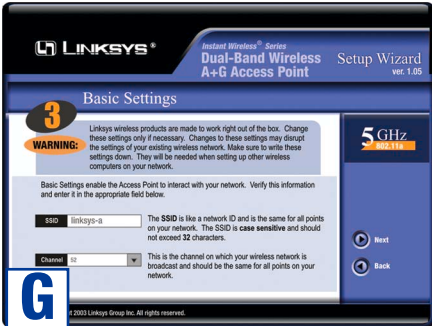 LINKSYS®
Instant Wireless® Series
Dual-Band Wireless
A+G Access Point
Setup Wizard
ver. 1.05
Basic Settings
3
WARNING:
Linksys wireless products are made to work right out of the box. Change
these settings only if necessary. Changes to these settings may disrupt
the settings of your existing wireless network. Make sure to write these
settings down. They will be needed when setting up other wireless
computers on your network.
5 GHz
802.11a
Basic Settings enable the Access Point to interact with your network. Verify this information
and enter it in the appropriate field below.
SSID linksys-a
The SSID is like a network ID and is the same for all points
on your network. The SSID is case sensitive and should
not exceed 32 characters.
Channel 52
This is the channel on which your wireless network is
broadcast and should be the same for all points on your
network.
Next
Back
G
t 2003 Linksys Group Inc. All rights reserved.